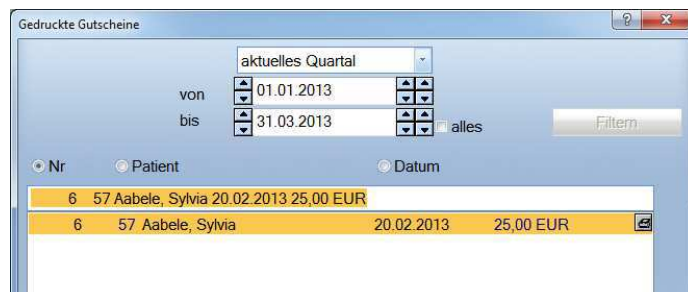 Gedruckte Gutscheine
aktuelles Quartal
von 01.01.2013
bis 31.03.2013 alles Filtern
Nr Patient Datum
6 57 Aabele, Sylvia 20.02.2013 25,00 EUR
6 57 Aabele, Sylvia 20.02.2013 25,00 EUR